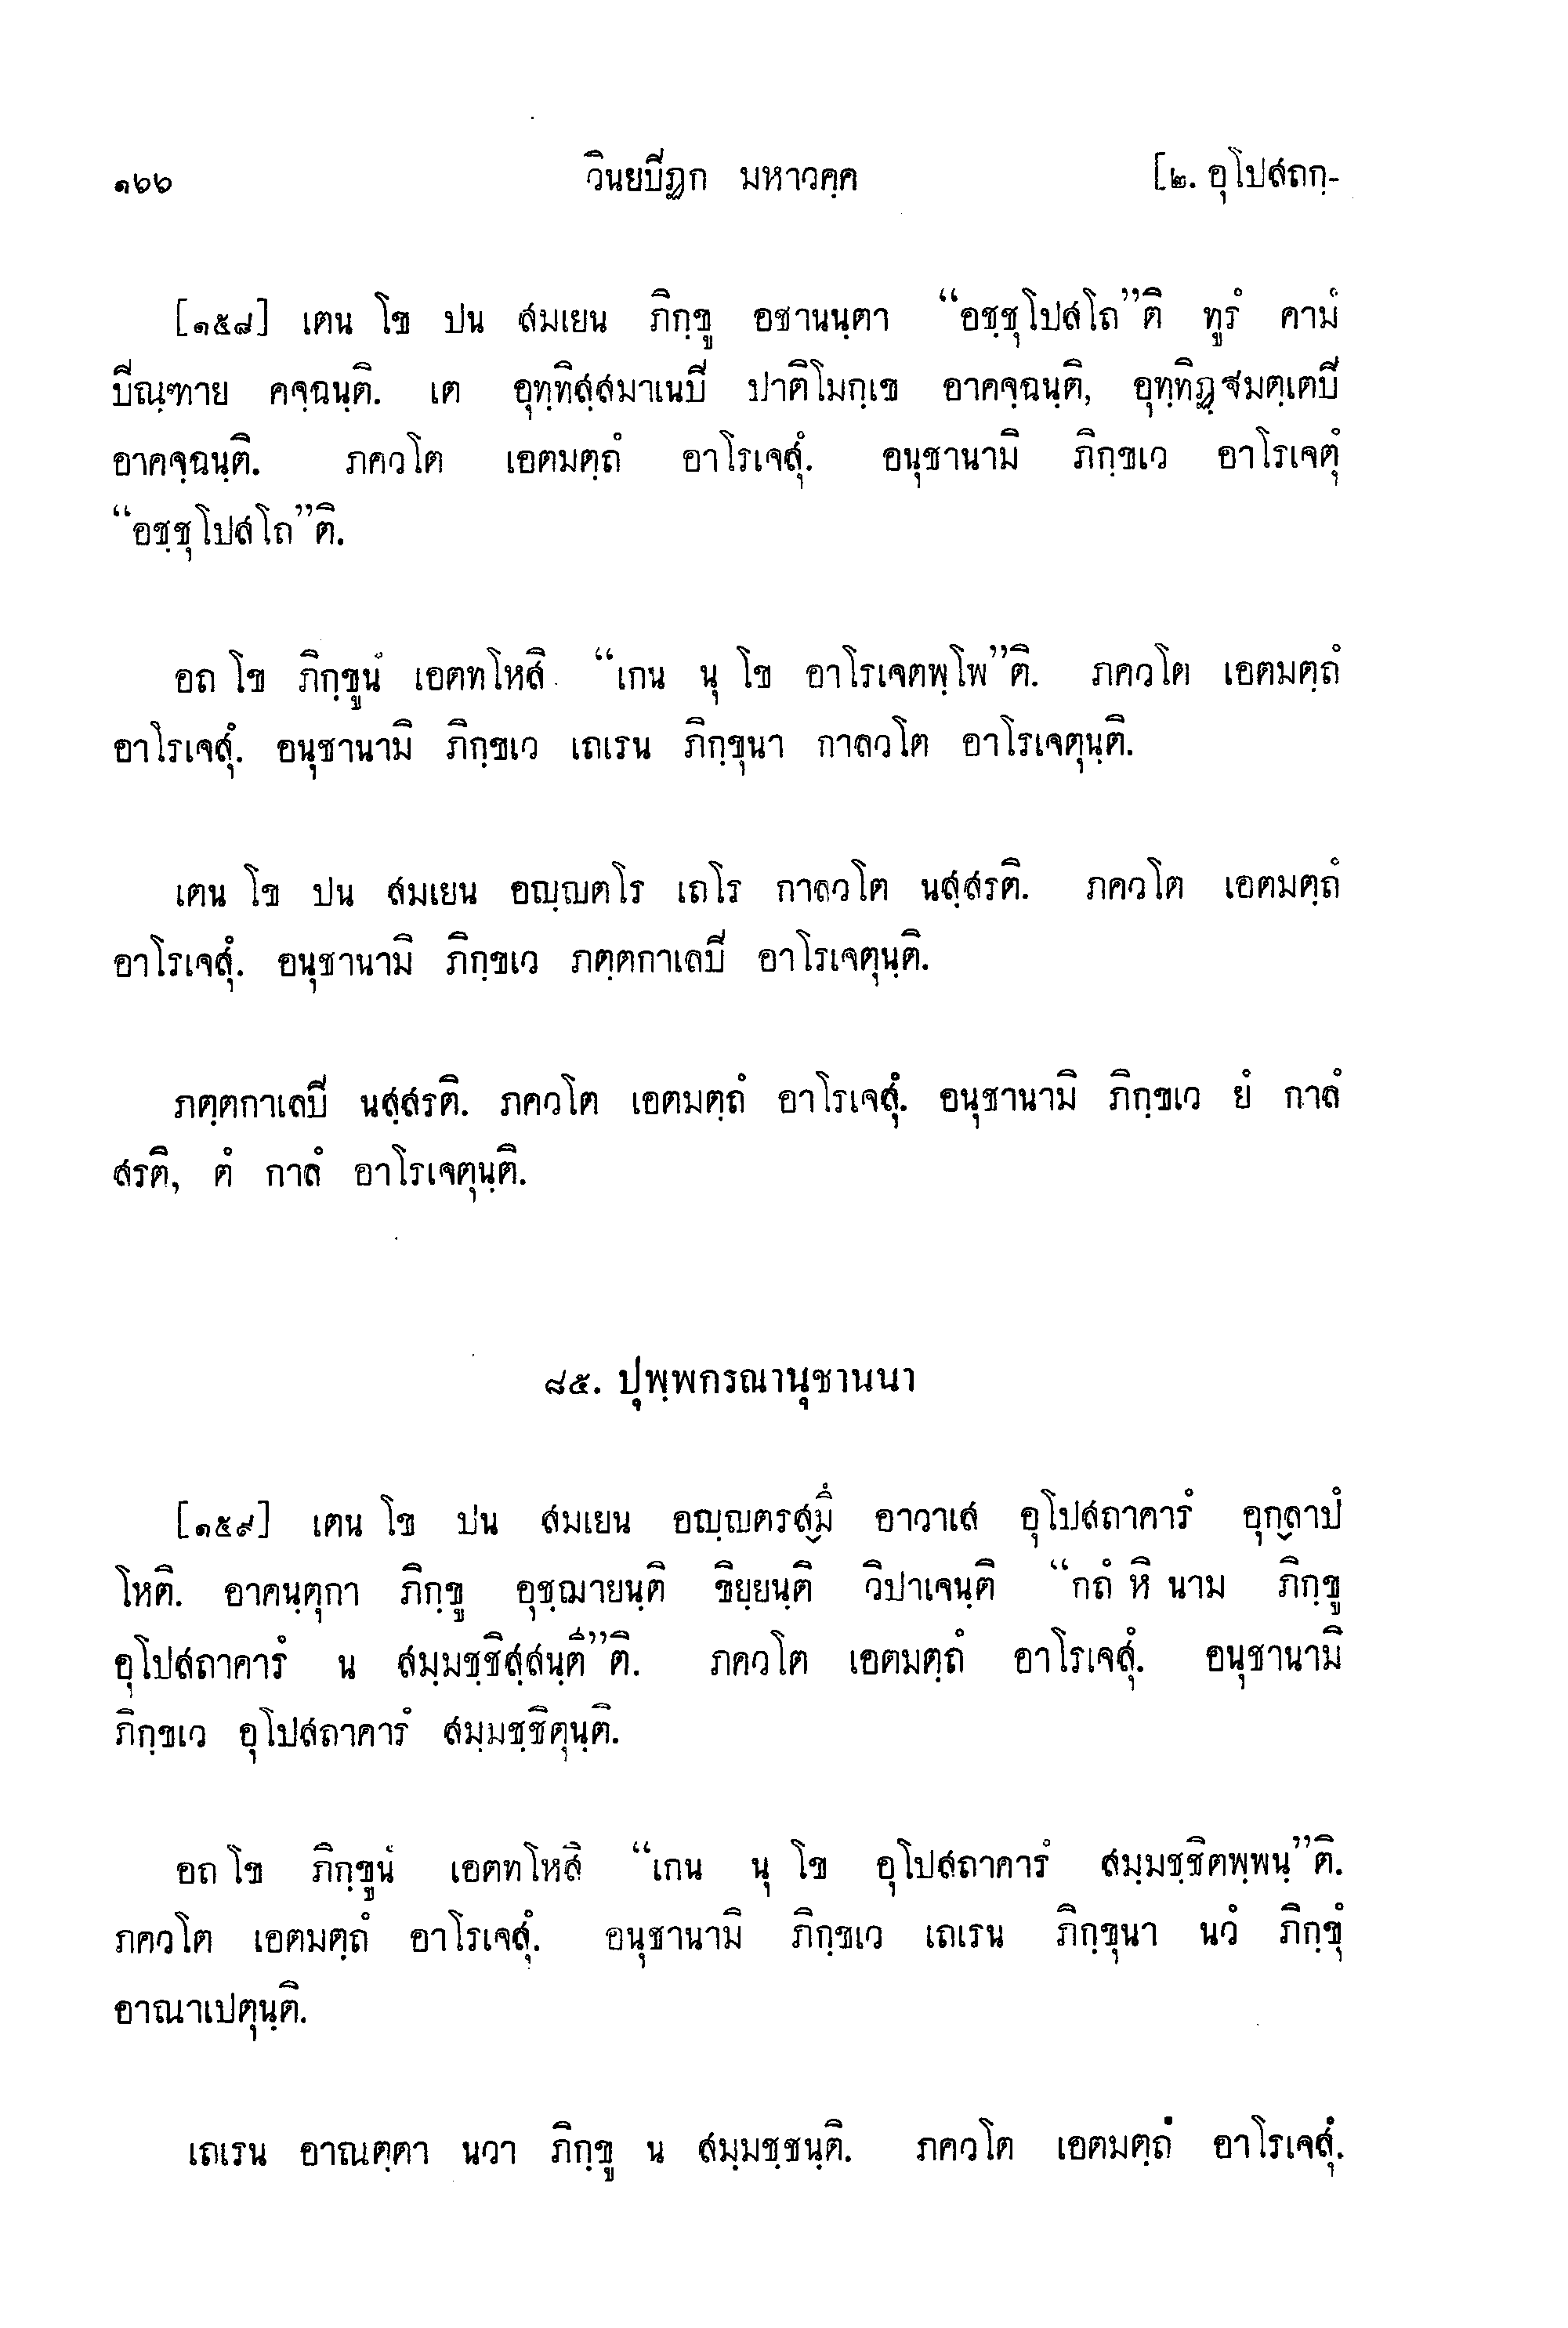 ๑๖๖ วินยปิฏก มหาวคฺค [๒. อุโปสถกฺ-
[๑๕๘] เตน โข ปน สมเยน ภิกฺขู อชานนฺตา “อชฺชุโปสโถ”ติ ทูรํ คามํ
ปิณฺฑาย คจฺฉนฺติ. เต อุทฺทิสฺสมาเนปิ ปาติโมกฺเข อาคจฺฉนฺติ, อุทฺทิฏฺฐมตฺเตปิ
อาคจฺฉนฺติ. ภควโต เอตมตฺถํ อาโรเจสุํ. อนุชานามิ ภิกฺขเว อาโรเจตุํ
“อชฺชุโปสโถ”ติ.
อถ โข ภิกฺขูนํ เอตทโหสิ “เกน นุ โข อาโรเจตพฺโพ”ติ. ภควโต เอตมตฺถํ
อาโรเจสุํ. อนุชานามิ ภิกฺขเว เถเรน ภิกฺขุนา กาลวโต อาโรเจตุนฺติ.
เตน โข ปน สมเยน อญฺญตโร เถโร กาลวโต นสฺสรติ. ภควโต เอตมตฺถํ
อาโรเจสุํ. อนุชานามิ ภิกฺขเว ภตฺตกาเลปิ อาโรเจตุนฺติ.
ภตฺตกาเลปิ นสฺสรติ. ภควโต เอตมตฺถํ อาโรเจสุํ. อนุชานามิ ภิกฺขเว ยํ กาลํ
สรติ, ตํ กาลํ อาโรเจตุนฺติ.
๘๕. ปุพฺพกรณานุชานนา
[๑๕๙] เตน โข ปน สมเยน อญฺญตรสฺมิํ อาวาเส อุโปสถาคารํ อุกฺลาปํ
โหติ. อาคนฺตุกา ภิกฺขู อุชฺฌายนฺติ ขิยฺยนฺติ วิปาเจนฺติ “กถํ หิ นาม ภิกฺขู
อุโปสถาคารํ น สมฺมชฺชิสฺสนฺตี”ติ. ภควโต เอตมตฺถํ อาโรเจสุํ. อนุชานามิ
ภิกฺขเว อุโปสถาคารํ สมฺมชฺชิตุนฺติ.
อถ โข ภิกฺขูนํ เอตทโหสิ “เกน นุ โข อุโปสถาคารํ สมฺมชฺชิตพฺพนฺ”ติ.
ภควโต เอตมตฺถํ อาโรเจสุํ. อนุชานามิ ภิกฺขเว เถเรน ภิกฺขุนา นวํ ภิกฺขุํ
อาณาเปตุนฺติ.
เถเรน อาณตฺตา นวา ภิกฺขู น สมฺมชฺชนฺติ. ภควโต เอตมตฺถํ อาโรเจสุํ.